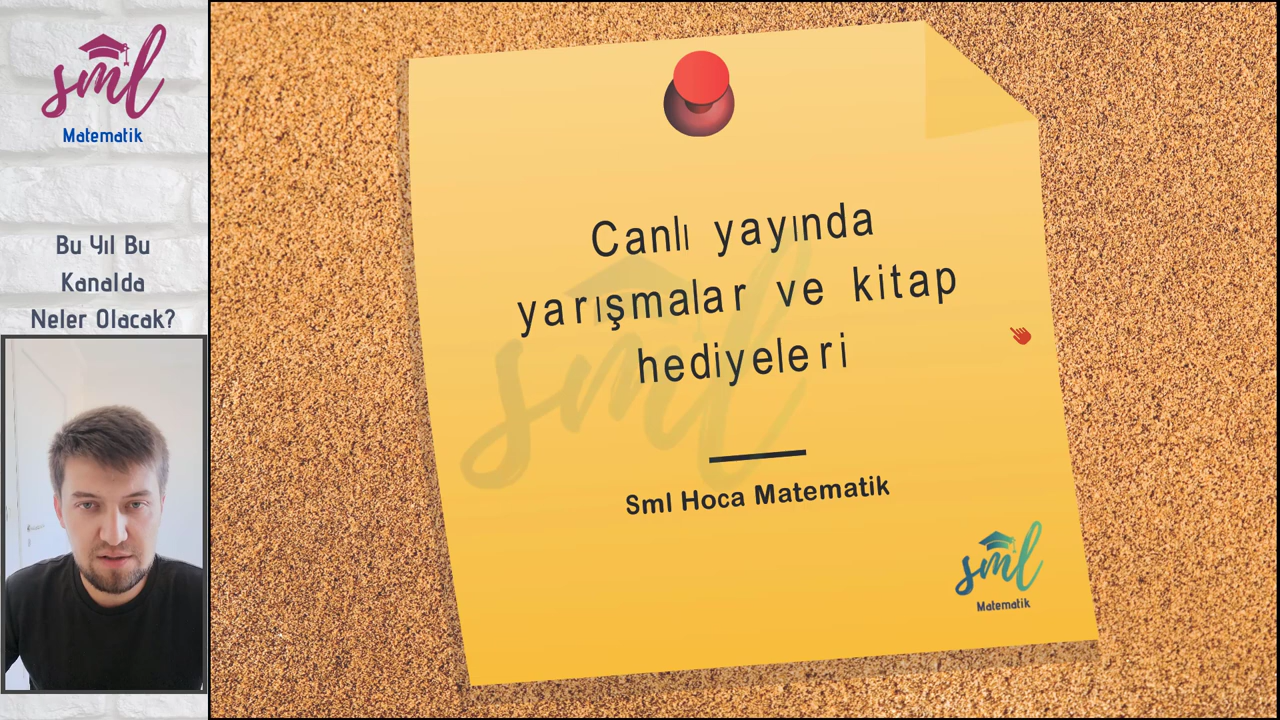 sml
Matematik
Bu Yıl Bu
Kanalda
Neler Olacak?
Canlı yayında
yarışmalar ve kitap
hediyeleri
sml
Sml Hoca Matematik
sml
Matematik